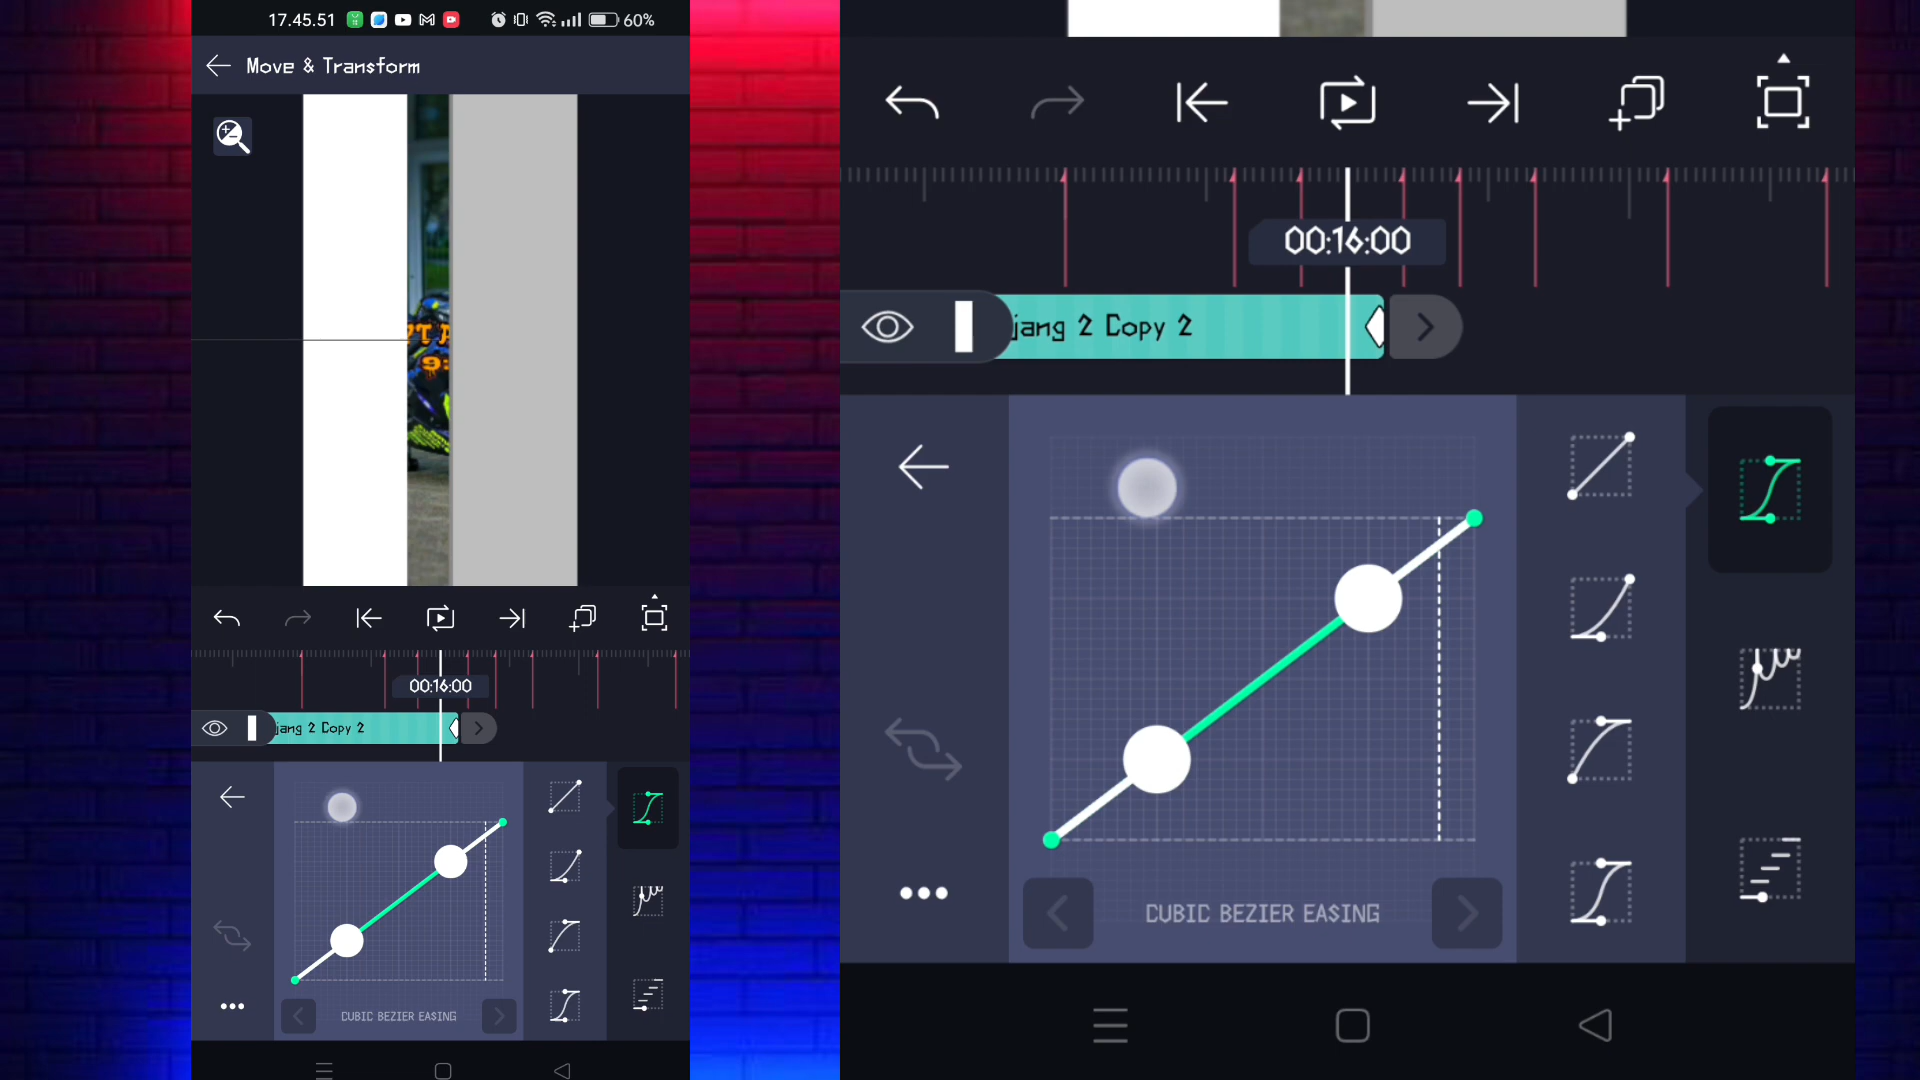 17.45.51
60%
Move & Transform
00:16:00
jang 2 Copy 2
CUBIC BEZIER EASING
00:16:00
jang 2 Copy 2
CUBIC BEZIER EASING